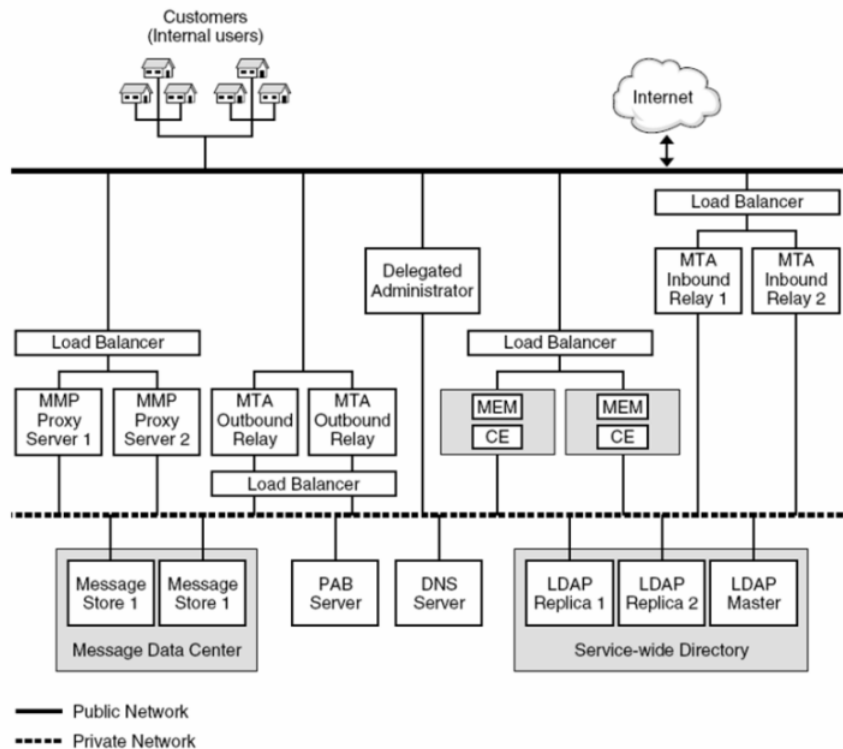 Customers
(Internal users)
Internet
Load Balancer
MTA
Inbound
Relay 1
MTA
Inbound
Relay 2
Delegated
Administrator
Load Balancer
Load Balancer
MMP
Proxy
Server 1
MMP
Proxy
Server 2
MTA
Outbound
Relay
MTA
Outbound
Relay
MEM
CE
MEM
CE
Load Balancer
Message
Store 1
Message
Store 1
Message Data Center
PAB
Server
DNS
Server
LDAP
Replica 1
LDAP
Replica 2
LDAP
Master
Service-wide Directory
Public Network
Private Network